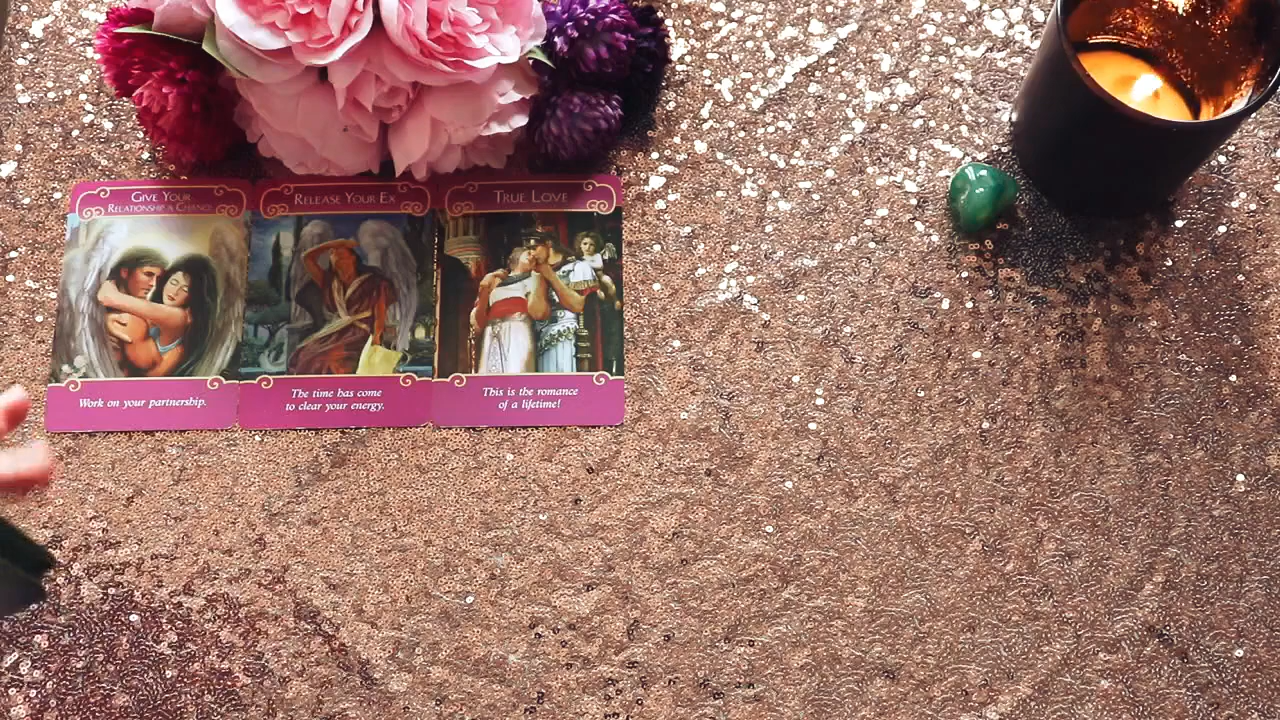 GIVE YOUR
RELATIONSHIP A CHANCE
Work on your partnership.
RELEASE YOUR EX
The time has come
to clear your energy.
TRUE LOVE
This is the romance
of a lifetime!